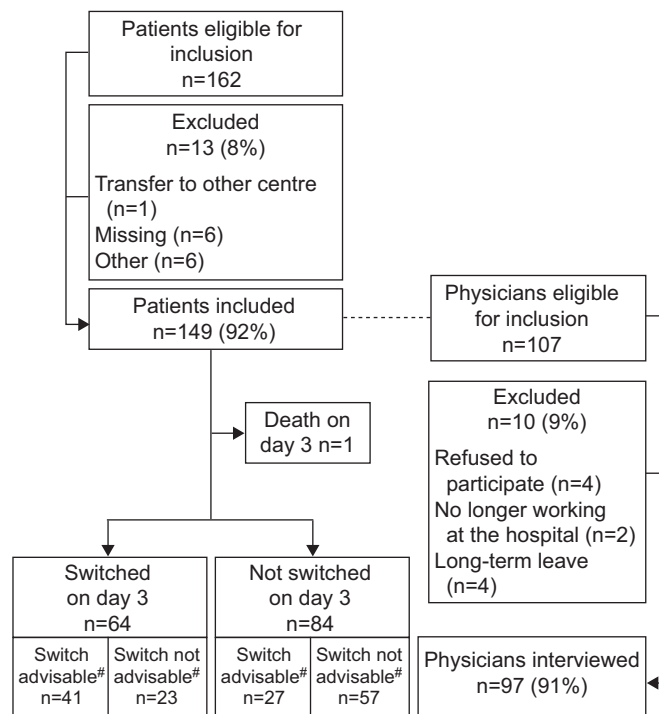 Patients eligible for
inclusion
n=162
Excluded
n=13 (8%)
Transfer to other centre
(n=1)
Missing (n=6)
Other (n=6)
Patients included
n=149 (92%)
Physicians eligible
for inclusion
n=107
Death on
day 3 n=1
Excluded
n=10 (9%)
Refused to
participate (n=4)
No longer working
at the hospital (n=2)
Long-term leave
(n=4)
Switched
on day 3
n=64
Switch
advisable#
n=41
Switch not
advisable#
n=23
Not switched
on day 3
n=84
Switch
advisable#
n=27
Switch not
advisable#
n=57
Physicians interviewed
n=97 (91%)